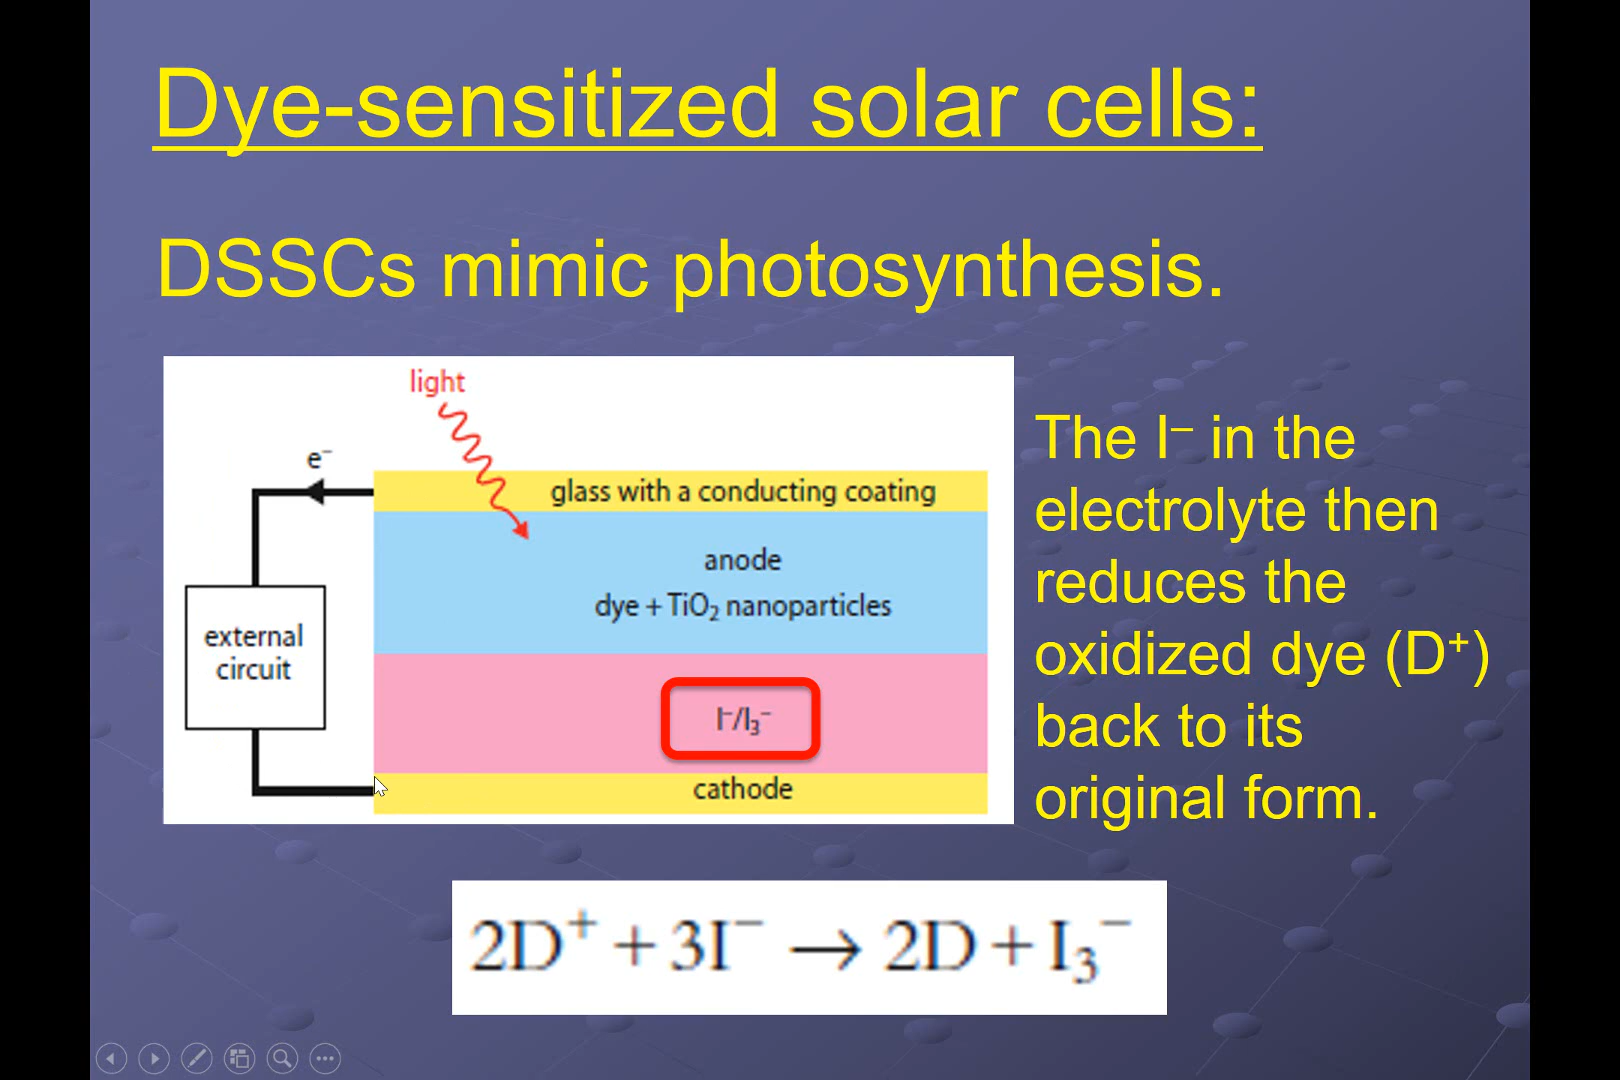 Dye-sensitized solar cells:
DSSCs mimic photosynthesis.
light
e⁻
glass with a conducting coating
anode
dye + TiO₂ nanoparticles
external
circuit
I⁻/I₃⁻
cathode
The I⁻ in the
electrolyte then
reduces the
oxidized dye (D⁺)
back to its
original form.
2D⁺ + 3I⁻ → 2D + I₃⁻